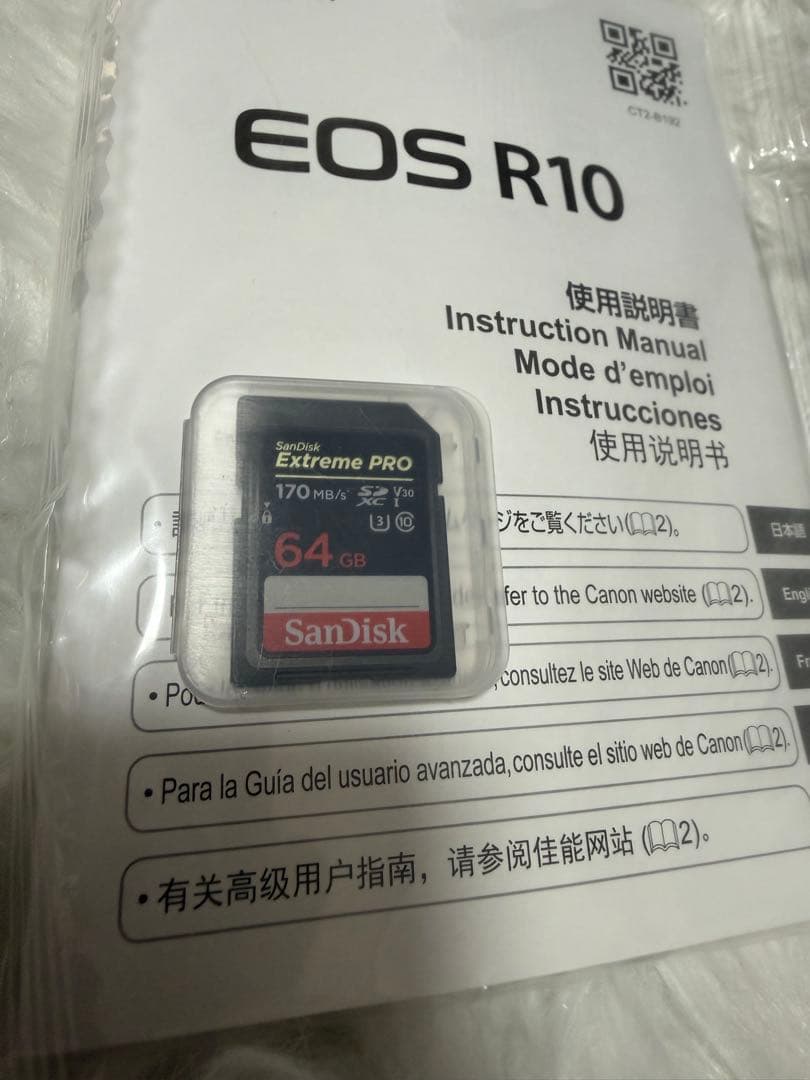 CT2-B192
EOS R10
使用説明書
Instruction Manual
Mode d'emploi
Instrucciones
使用说明书
SanDisk
Extreme PRO
170 MB/s SDXC I V30
U3 10
64 GB
SanDisk
ジをご覧ください(2)。
日本語
fer to the Canon website (2).
consultez le site Web de Canon(2).
• Para la Guía del usuario avanzada, consulte el sitio web de Canon(2).
• 有关高级用户指南，请参阅佳能网站 (2)。